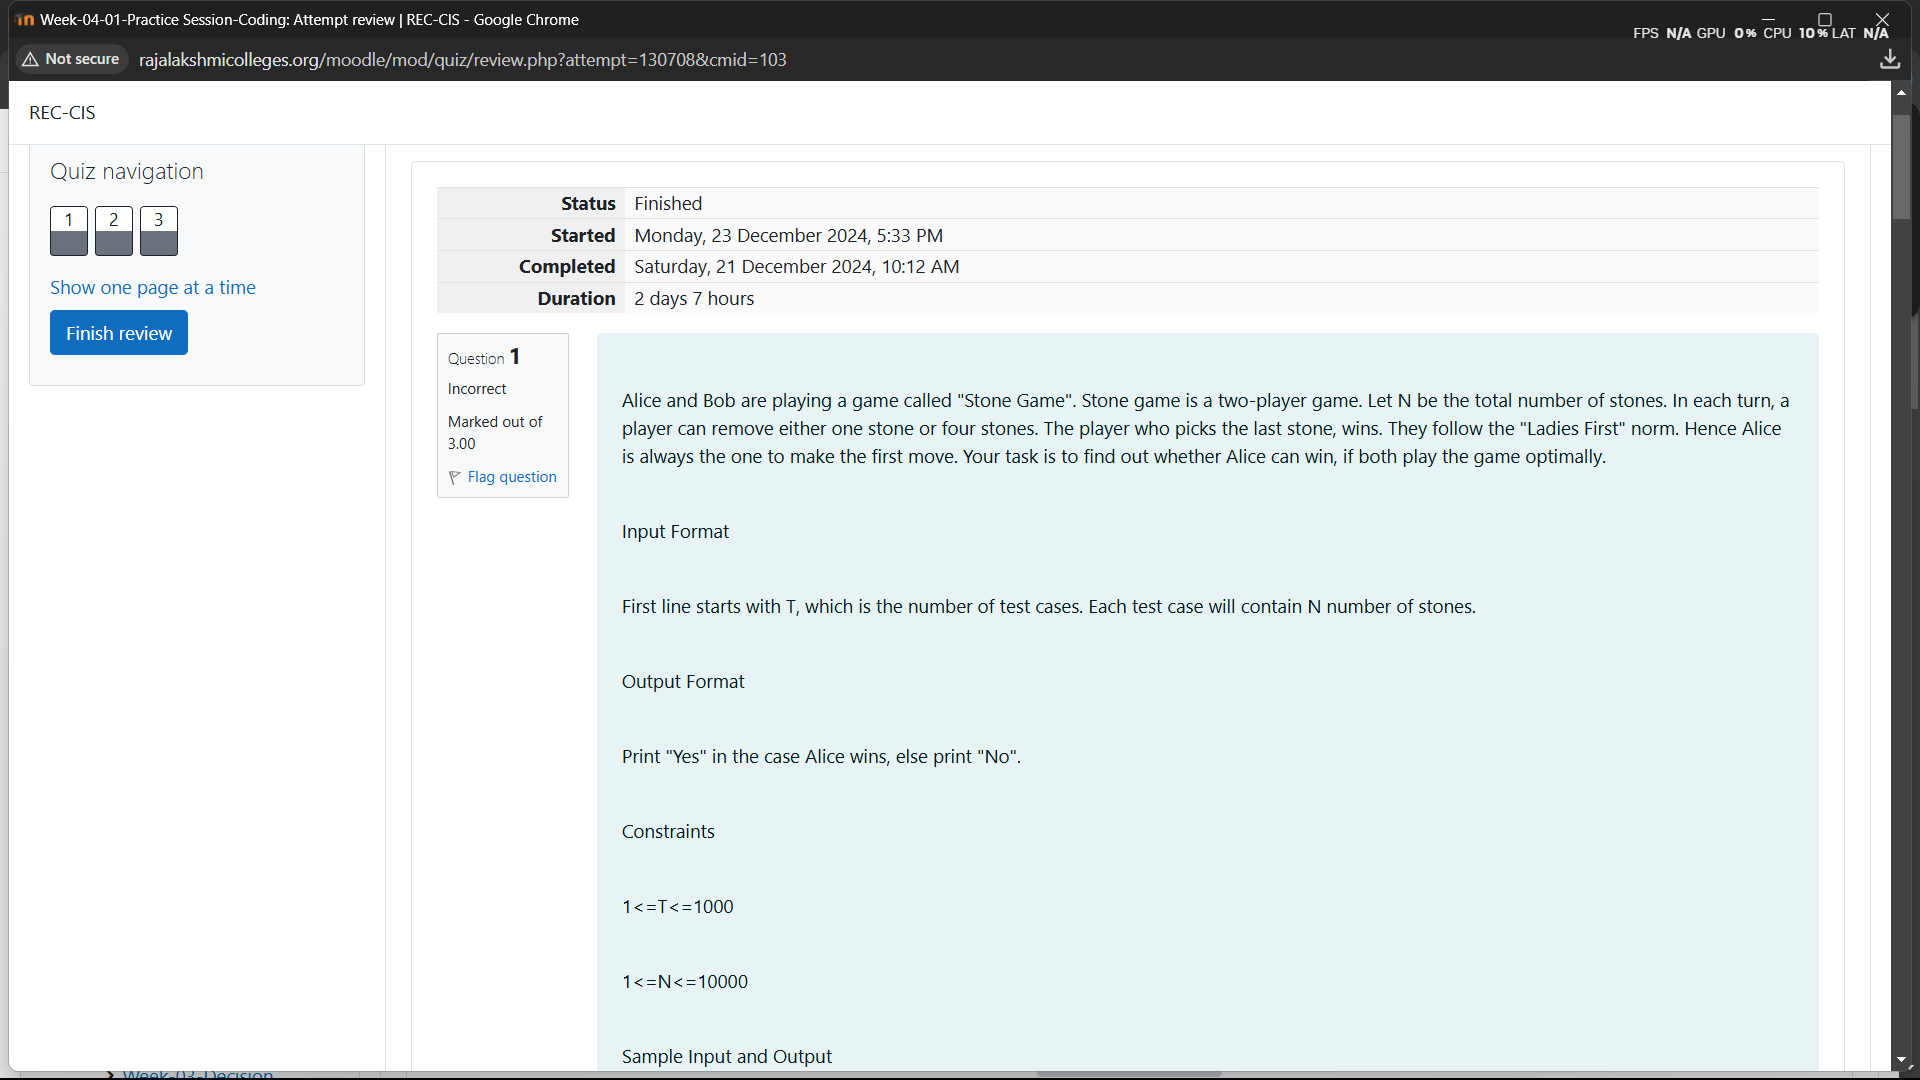 Week-04-01-Practice Session-Coding: Attempt review | REC-CIS - Google Chrome
FPS N/A GPU 0% CPU 10% LAT N/A
Not secure rajalakshmicolleges.org/moodle/mod/quiz/review.php?attempt=130708&cmid=103
REC-CIS
Quiz navigation
1 2 3
Show one page at a time
Finish review
Status Finished
Started Monday, 23 December 2024, 5:33 PM
Completed Saturday, 21 December 2024, 10:12 AM
Duration 2 days 7 hours
Question 1
Incorrect
Marked out of
3.00
Flag question
Alice and Bob are playing a game called "Stone Game". Stone game is a two-player game. Let N be the total number of stones. In each turn, a
player can remove either one stone or four stones. The player who picks the last stone, wins. They follow the "Ladies First" norm. Hence Alice
is always the one to make the first move. Your task is to find out whether Alice can win, if both play the game optimally.
Input Format
First line starts with T, which is the number of test cases. Each test case will contain N number of stones.
Output Format
Print "Yes" in the case Alice wins, else print "No".
Constraints
1<=T<=1000
1<=N<=10000
Sample Input and Output
Week-03-Decision